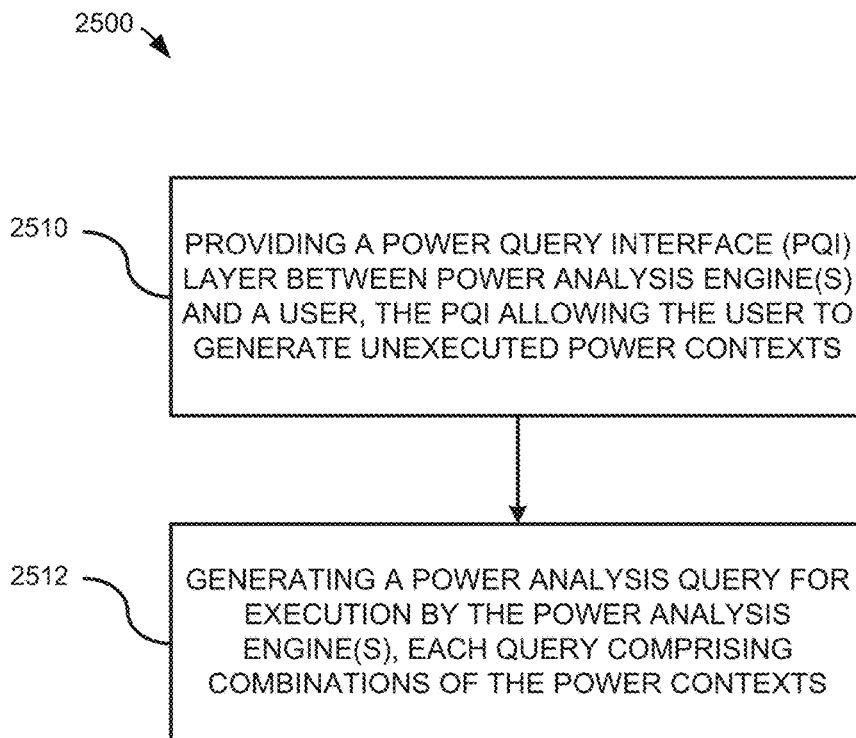 2500
2510
PROVIDING A POWER QUERY INTERFACE (PQI)
LAYER BETWEEN POWER ANALYSIS ENGINE(S)
AND A USER, THE PQI ALLOWING THE USER TO
GENERATE UNEXECUTED POWER CONTEXTS
2512
GENERATING A POWER ANALYSIS QUERY FOR
EXECUTION BY THE POWER ANALYSIS
ENGINE(S), EACH QUERY COMPRISING
COMBINATIONS OF THE POWER CONTEXTS